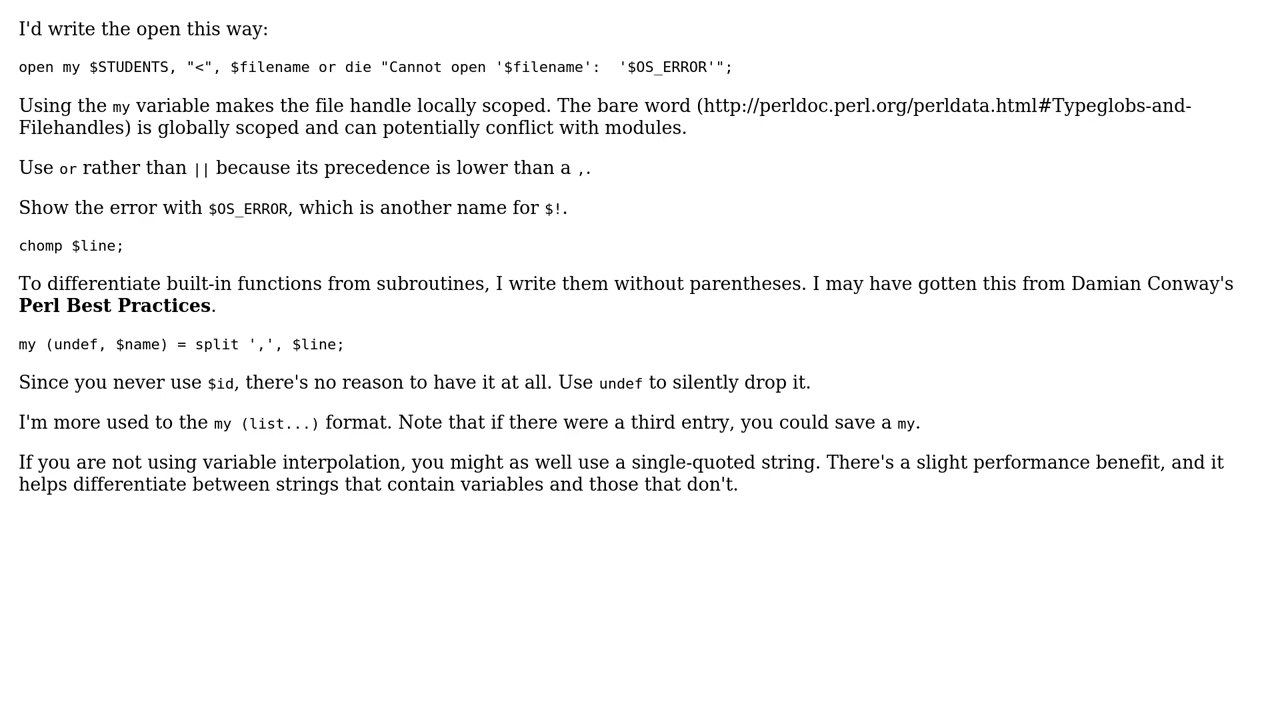 I'd write the open this way:
open my $STUDENTS, "<", $filename or die "Cannot open '$filename':  '$OS_ERROR'";
Using the my variable makes the file handle locally scoped. The bare word (http://perldoc.perl.org/perldata.html#Typeglobs-and-
Filehandles) is globally scoped and can potentially conflict with modules.
Use or rather than || because its precedence is lower than a ,.
Show the error with $OS_ERROR, which is another name for $!.
chomp $line;
To differentiate built-in functions from subroutines, I write them without parentheses. I may have gotten this from Damian Conway's
Perl Best Practices.
my (undef, $name) = split ',', $line;
Since you never use $id, there's no reason to have it at all. Use undef to silently drop it.
I'm more used to the my (list...) format. Note that if there were a third entry, you could save a my.
If you are not using variable interpolation, you might as well use a single-quoted string. There's a slight performance benefit, and it
helps differentiate between strings that contain variables and those that don't.